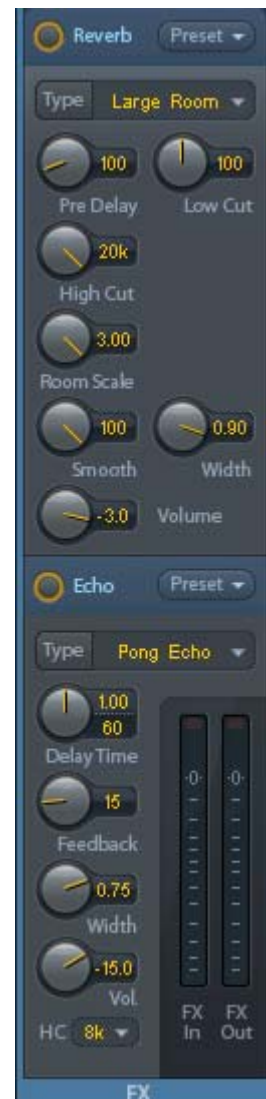 Reverb Preset
Type Large Room
100 100
Pre Delay Low Cut
20k
High Cut
3.00
Room Scale
100 0.90
Smooth Width
-3.0 Volume
Echo Preset
Type Pong Echo
1.00
60
Delay Time
15
Feedback
0.75
Width
-15.0
Vol.
HC 8k
-0- -0-
FX FX
In Out
FX